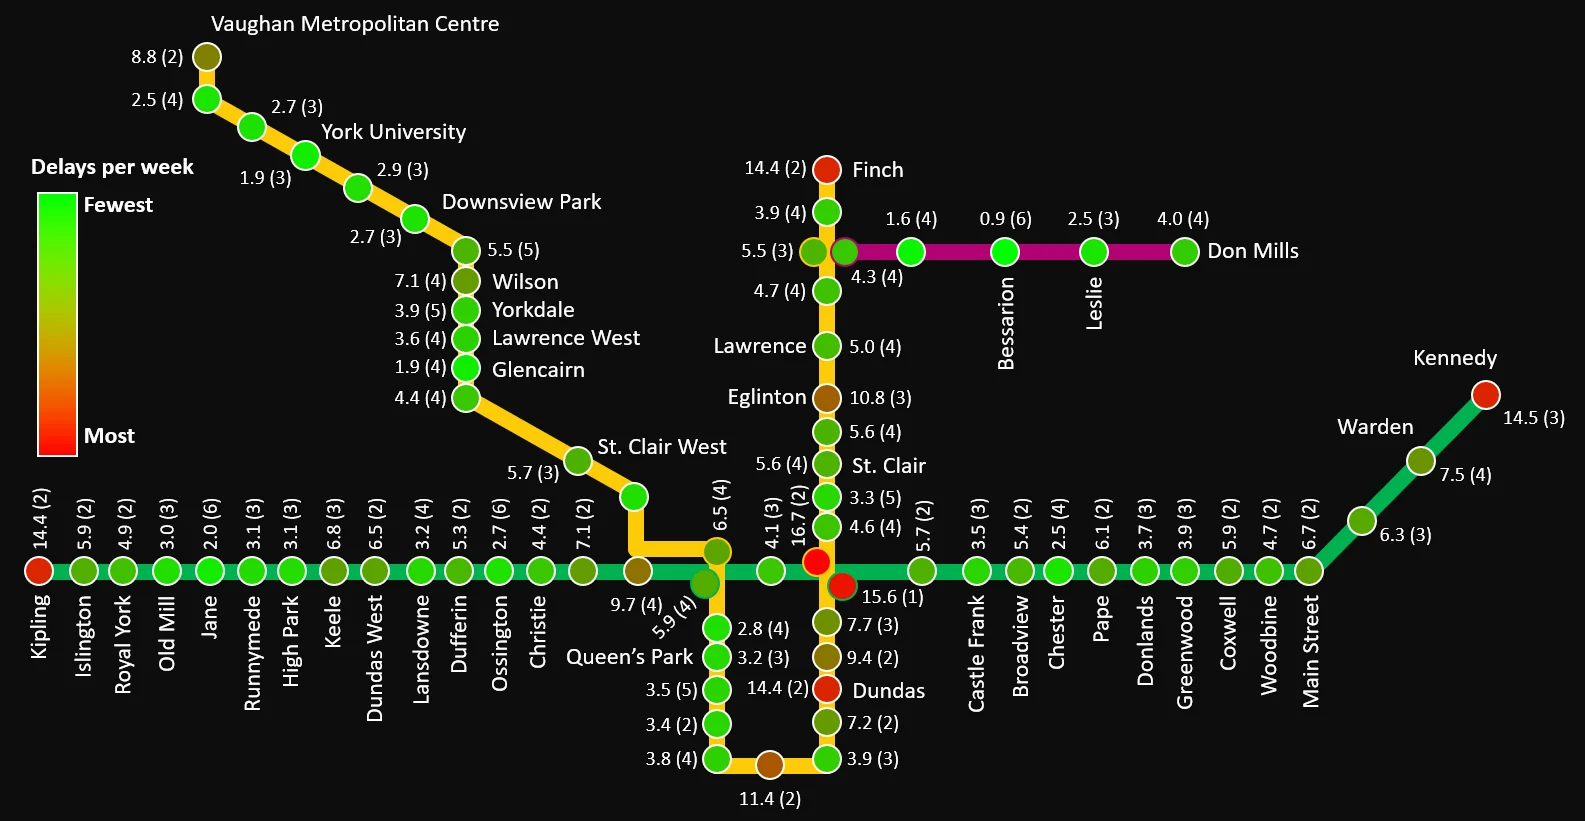 Vaughan Metropolitan Centre
8.8 (2)
2.5 (4)
2.7 (3)
York University
1.9 (3)
2.9 (3)
Downsview Park
2.7 (3)
5.5 (5)
7.1 (4) Wilson
3.9 (5) Yorkdale
3.6 (4) Lawrence West
1.9 (4) Glencairn
4.4 (4)
St. Clair West
5.7 (3)
Delays per week
Fewest
Most
14.4 (2) Finch
3.9 (4)
5.5 (3)
4.3 (4)
1.6 (4)
0.9 (6)
2.5 (3)
4.0 (4)
Don Mills
Bessarion
Leslie
4.7 (4)
Lawrence 5.0 (4)
Eglinton 10.8 (3)
5.6 (4)
5.6 (4) St. Clair
3.3 (5)
4.6 (4)
Kennedy
14.5 (3)
Warden
7.5 (4)
6.3 (3)
14.4 (2)
5.9 (2)
4.9 (2)
3.0 (3)
2.0 (6)
3.1 (3)
3.1 (3)
6.8 (3)
6.5 (2)
3.2 (4)
5.3 (2)
2.7 (6)
4.4 (2)
7.1 (2)
6.5 (4)
4.1 (3)
16.7 (2)
5.7 (2)
3.5 (3)
5.4 (2)
2.5 (4)
6.1 (2)
3.7 (3)
3.9 (3)
5.9 (2)
4.7 (2)
6.7 (2)
9.7 (4)
5.9 (4)
15.6 (1)
Kipling
Islington
Royal York
Old Mill
Jane
Runnymede
High Park
Keele
Dundas West
Lansdowne
Dufferin
Ossington
Christie
Castle Frank
Broadview
Chester
Pape
Donlands
Greenwood
Coxwell
Woodbine
Main Street
2.8 (4)
Queen’s Park 3.2 (3)
3.5 (5)
3.4 (2)
3.8 (4)
11.4 (2)
7.7 (3)
9.4 (2)
14.4 (2) Dundas
7.2 (2)
3.9 (3)